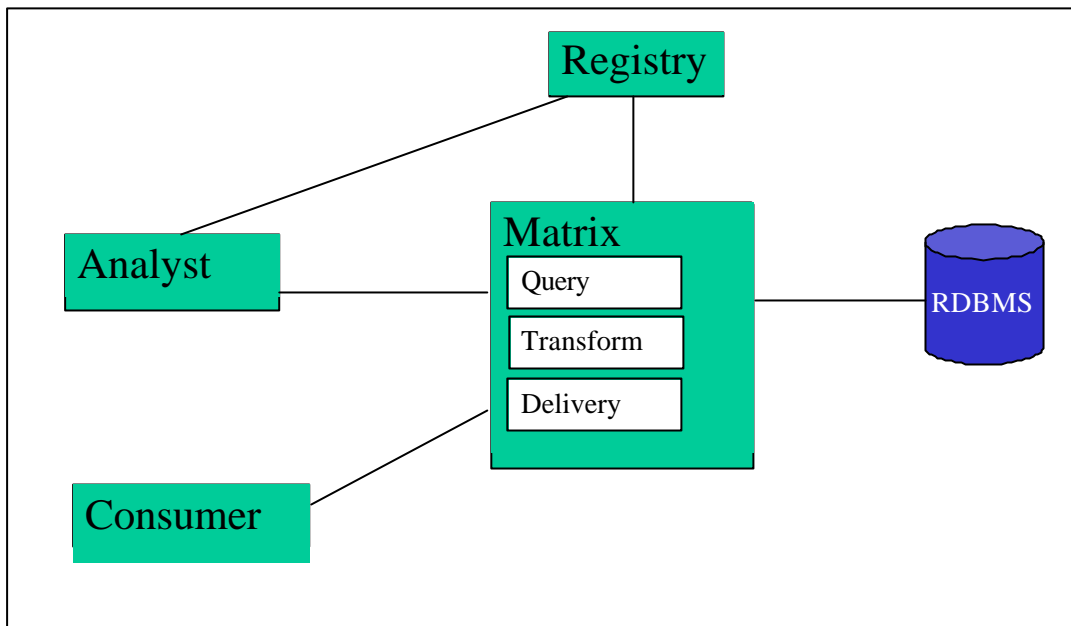 Registry
Matrix
Analyst
Query
RDBMS
Transform
Delivery
Consumer